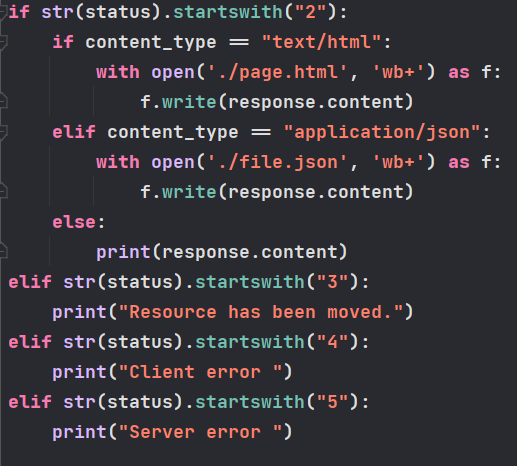 if str(status).startswith("2"):
    if content_type == "text/html":
        with open('./page.html', 'wb+') as f:
            f.write(response.content)
    elif content_type == "application/json":
        with open('./file.json', 'wb+') as f:
            f.write(response.content)
    else:
        print(response.content)
elif str(status).startswith("3"):
    print("Resource has been moved.")
elif str(status).startswith("4"):
    print("Client error ")
elif str(status).startswith("5"):
    print("Server error ")